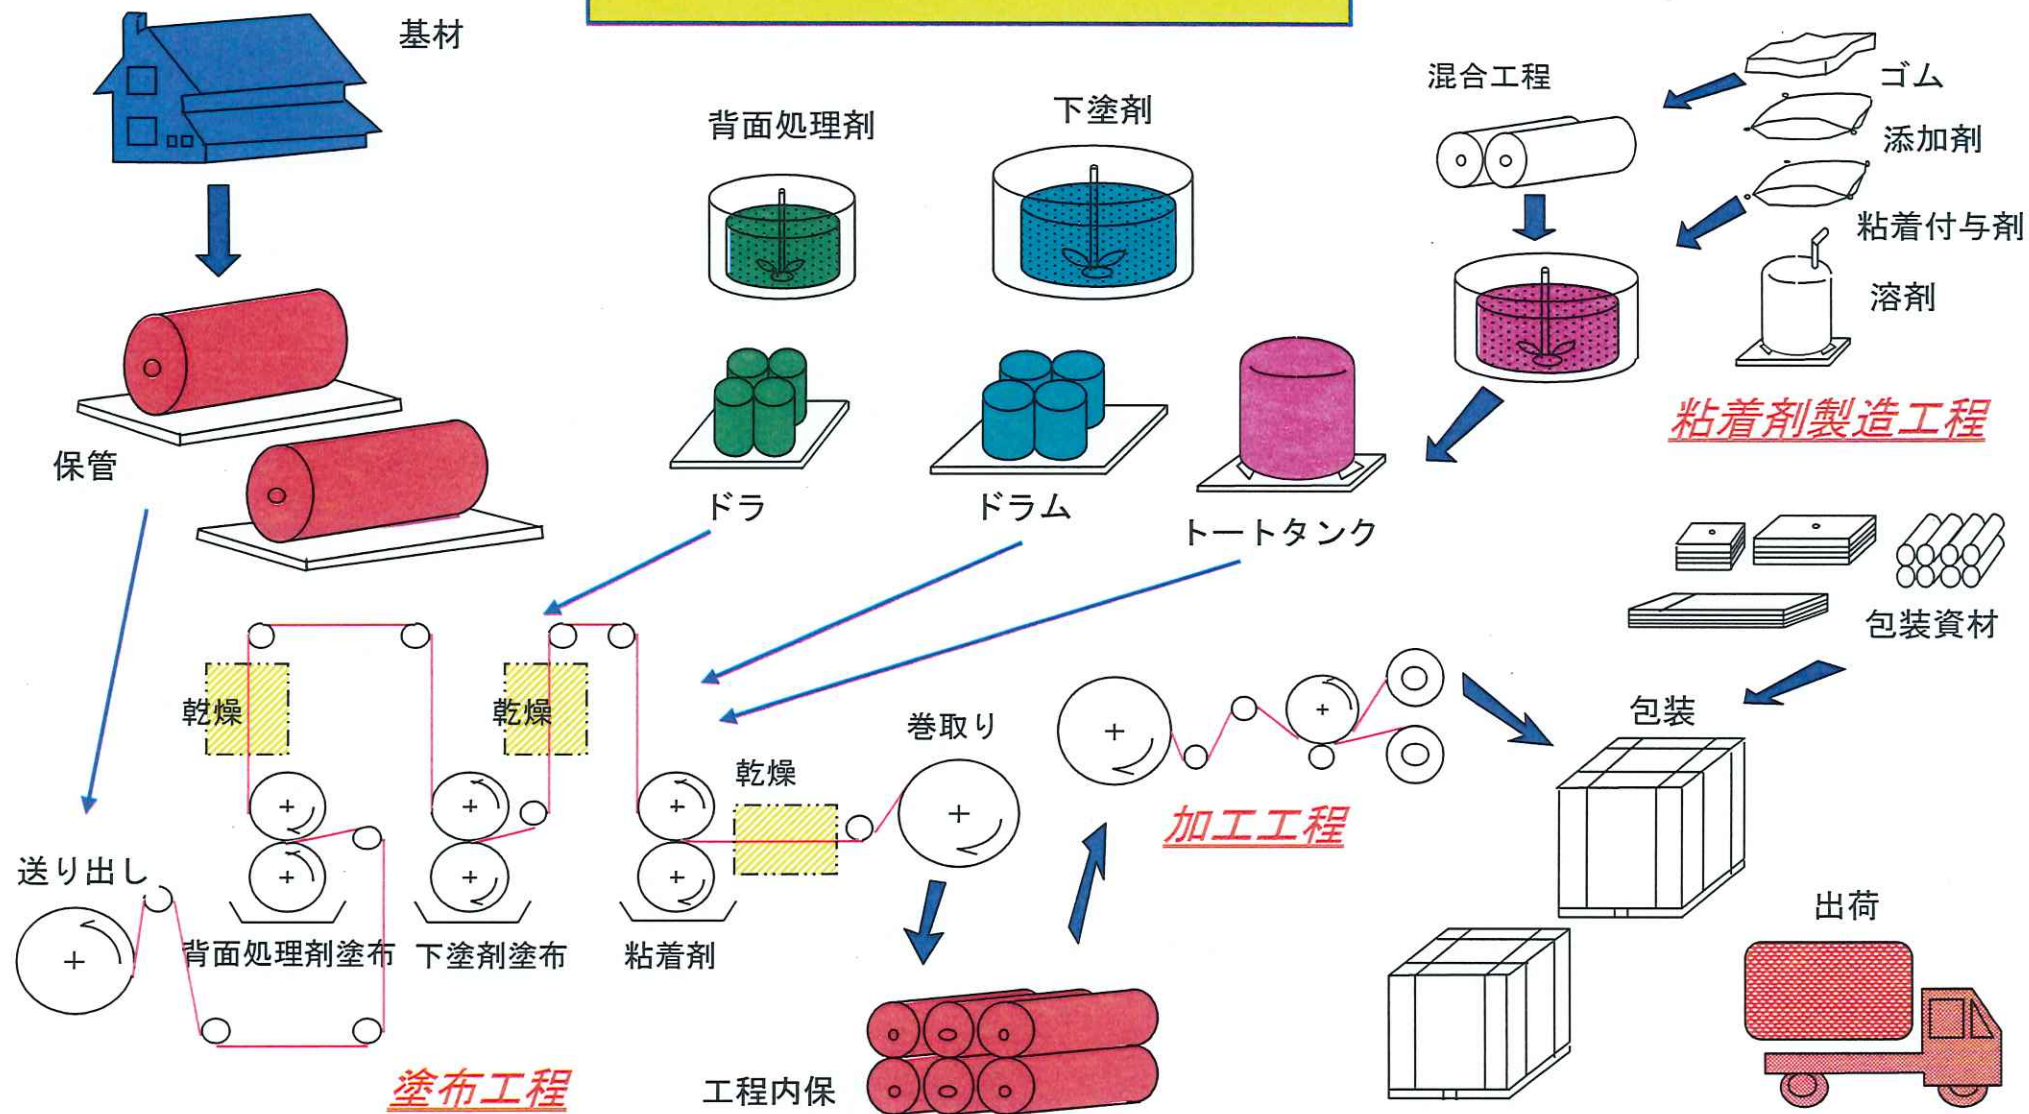 基材
混合工程
ゴム
背面処理剤
下塗剤
添加剤
粘着付与剤
溶剤
粘着剤製造工程
保管
ドラ
ドラム
トートタンク
包装資材
乾燥
乾燥
巻取り
包装
乾燥
加工工程
送り出し
出荷
背面処理剤塗布
下塗剤塗布
粘着剤
塗布工程
工程内保